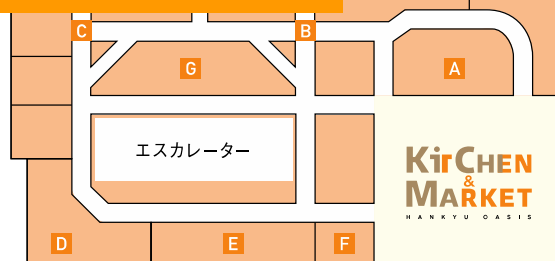 C
B
G
A
エスカレーター
KitCHEN
&
MARKET
HANKYU OASIS
D
E
F